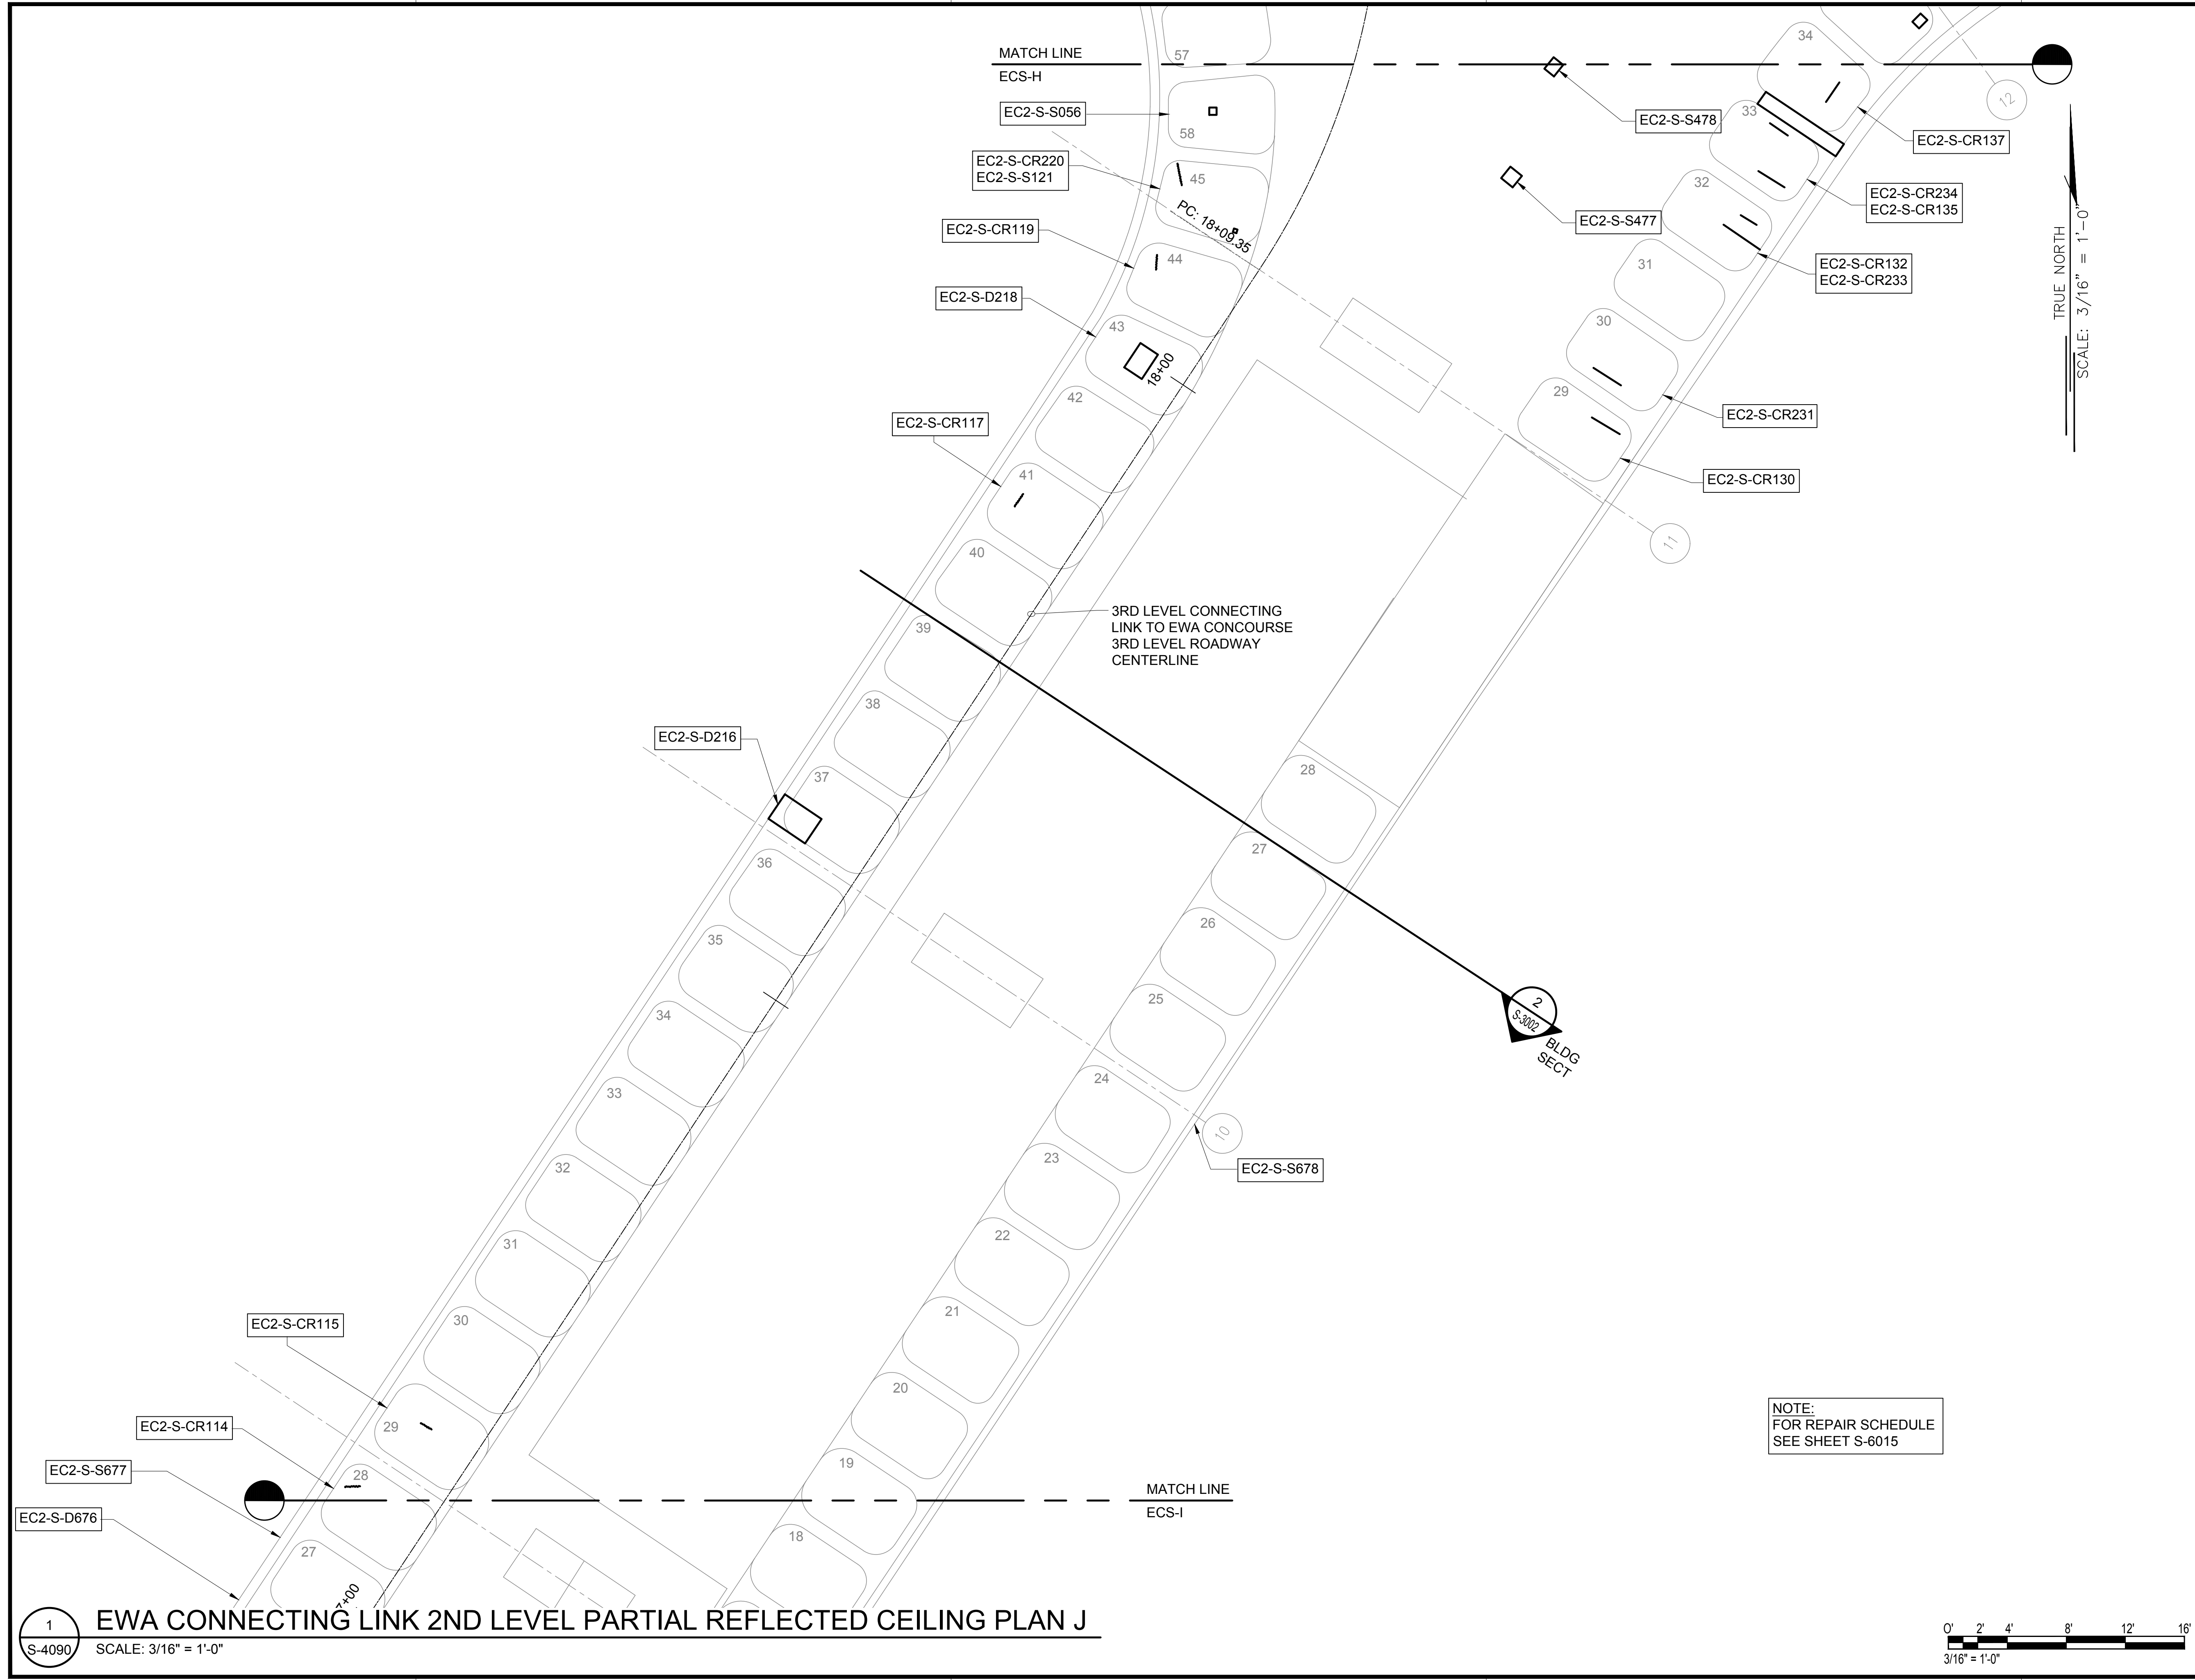 MATCH LINE
ECS-H
57
34
12
EC2-S-S056
58
EC2-S-S478
33
EC2-S-CR137
EC2-S-CR220
EC2-S-S121
45
PC: 18+09.35
32
EC2-S-CR234
EC2-S-CR135
EC2-S-S477
EC2-S-CR119
44
31
EC2-S-CR132
EC2-S-CR233
TRUE NORTH
SCALE: 3/16" = 1'-0"
EC2-S-D218
43
18+00
30
42
29
EC2-S-CR231
EC2-S-CR117
41
EC2-S-CR130
40
11
3RD LEVEL CONNECTING
LINK TO EWA CONCOURSE
3RD LEVEL ROADWAY
CENTERLINE
39
38
EC2-S-D216
37
28
27
36
26
35
25
2
S-3002
BLDG
SECT
34
24
33
10
23
32
EC2-S-S678
22
31
21
30
EC2-S-CR115
20
29
EC2-S-CR114
19
NOTE:
FOR REPAIR SCHEDULE
SEE SHEET S-6015
EC2-S-S677
28
MATCH LINE
ECS-I
EC2-S-D676
18
27
7+00
1
S-4090
EWA CONNECTING LINK 2ND LEVEL PARTIAL REFLECTED CEILING PLAN J
SCALE: 3/16" = 1'-0"
0' 2' 4' 8' 12' 16'
3/16" = 1'-0"